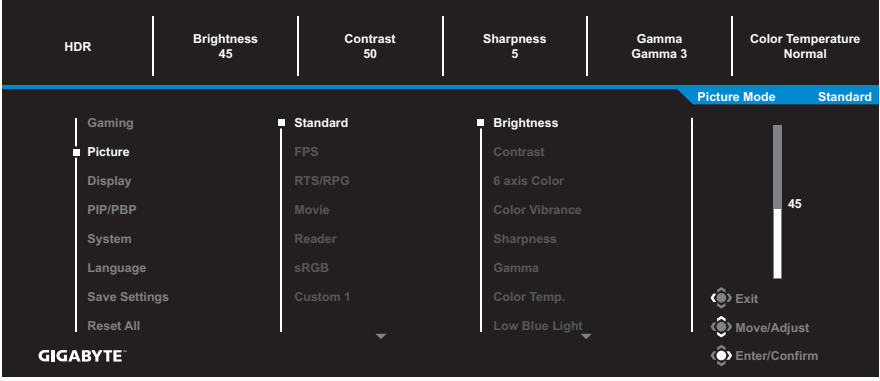 HDR
Brightness
45
Contrast
50
Sharpness
5
Gamma
Gamma 3
Color Temperature
Normal
Picture Mode Standard
Gaming
Picture
Display
PIP/PBP
System
Language
Save Settings
Reset All
Standard
FPS
RTS/RPG
Movie
Reader
sRGB
Custom 1
Brightness
Contrast
6 axis Color
Color Vibrance
Sharpness
Gamma
Color Temp.
Low Blue Light
45
Exit
Move/Adjust
Enter/Confirm
GIGABYTE™